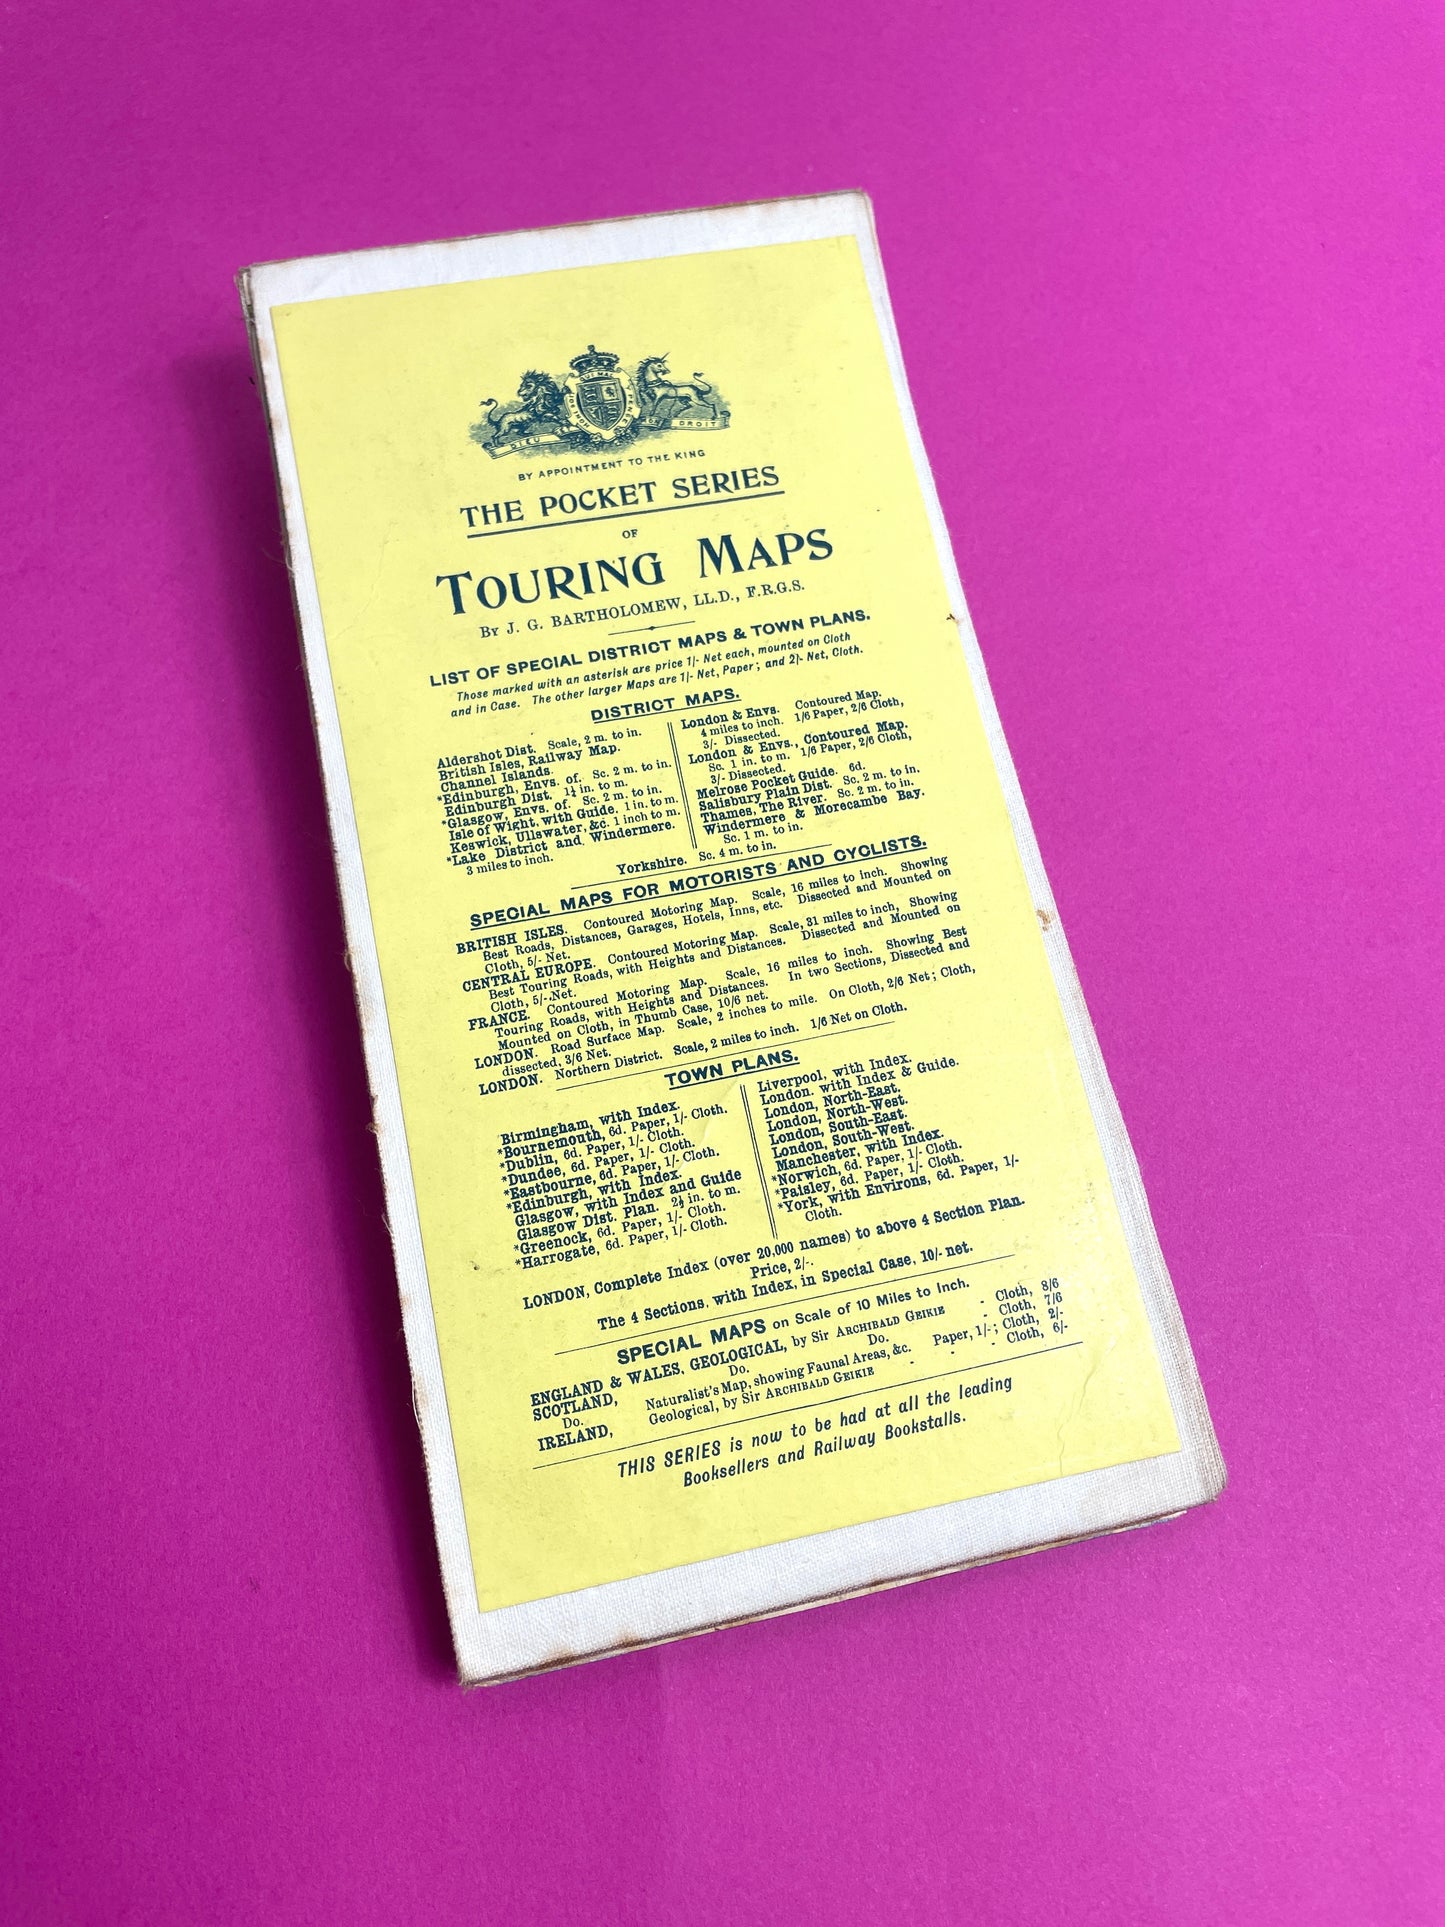 DIEU ET MON DROIT
HONI SOIT QUI MAL Y PENSE
BY APPOINTMENT TO THE KING
THE POCKET SERIES
OF
TOURING MAPS
BY J. G. BARTHOLOMEW, LL.D., F.R.G.S.
LIST OF SPECIAL DISTRICT MAPS & TOWN PLANS.
Those marked with an asterisk are price 1/- Net each, mounted on Cloth
and in Case. The other larger Maps are 1/- Net, Paper; and 2/- Net, Cloth.
DISTRICT MAPS.
Aldershot Dist. Scale, 2 m. to in.
British Isles, Railway Map.
Channel Islands.
*Edinburgh, Envs. of. Sc. 2 m. to in.
Edinburgh Dist. 1¼ in. to m.
*Glasgow, Envs. of. Sc. 2 m. to in.
Isle of Wight, with Guide. 1 in. to m.
Keswick, Ullswater, &c. 1 inch to m.
*Lake District and Windermere.
3 miles to inch.
London & Envs. Contoured Map.
4 miles to inch. 1/6 Paper, 2/6 Cloth,
3/- Dissected.
London & Envs., Contoured Map.
Sc. 1 in. to m. 1/6 Paper, 2/6 Cloth,
3/- Dissected.
Melrose Pocket Guide. 6d.
Salisbury Plain Dist. Sc. 2 m. to in.
Thames, The River. Sc. 2 m. to in.
Windermere & Morecambe Bay.
Sc. 1 m. to in.
Yorkshire. Sc. 4 m. to in.
SPECIAL MAPS FOR MOTORISTS AND CYCLISTS.
BRITISH ISLES. Contoured Motoring Map. Scale, 16 miles to inch. Showing
Best Roads, Distances, Garages, Hotels, Inns, etc. Dissected and Mounted on
Cloth, 5/- Net.
CENTRAL EUROPE. Contoured Motoring Map. Scale, 31 miles to inch, Showing
Best Touring Roads, with Heights and Distances. Dissected and Mounted on
Cloth, 5/-.Net.
FRANCE. Contoured Motoring Map. Scale, 16 miles to inch. Showing Best
Touring Roads, with Heights and Distances. In two Sections, Dissected and
Mounted on Cloth, in Thumb Case, 10/6 net.
LONDON. Road Surface Map. Scale, 2 inches to mile. On Cloth, 2/6 Net; Cloth,
dissected, 3/6 Net.
LONDON. Northern District. Scale, 2 miles to inch. 1/6 Net on Cloth.
TOWN PLANS.
Birmingham, with Index.
*Bournemouth, 6d. Paper, 1/- Cloth.
*Dublin, 6d. Paper, 1/- Cloth.
*Dundee, 6d. Paper, 1/- Cloth.
*Eastbourne, 6d. Paper, 1/- Cloth.
*Edinburgh, with Index.
Glasgow, with Index and Guide
Glasgow Dist. Plan. 2½ in. to m.
*Greenock, 6d. Paper, 1/- Cloth.
*Harrogate, 6d. Paper, 1/- Cloth.
Liverpool, with Index.
London, with Index & Guide.
London, North-East.
London, North-West.
London, South-East.
London, South-West.
Manchester, with Index.
*Norwich, 6d. Paper, 1/- Cloth.
*Paisley, 6d. Paper, 1/- Cloth.
*York, with Environs, 6d. Paper, 1/-
Cloth.
LONDON, Complete Index (over 20,000 names) to above 4 Section Plan.
Price, 2/-.
The 4 Sections, with Index, in Special Case, 10/- net.
SPECIAL MAPS on Scale of 10 Miles to Inch.
ENGLAND & WALES, GEOLOGICAL, by Sir ARCHIBALD GEIKIE - Cloth, 8/6
SCOTLAND, Do. Do. - Cloth, 7/6
Do. Naturalist's Map, showing Faunal Areas, &c. Paper, 1/-; Cloth, 2/-
IRELAND, Geological, by Sir ARCHIBALD GEIKIE - - - Cloth, 6/-
THIS SERIES is now to be had at all the leading
Booksellers and Railway Bookstalls.